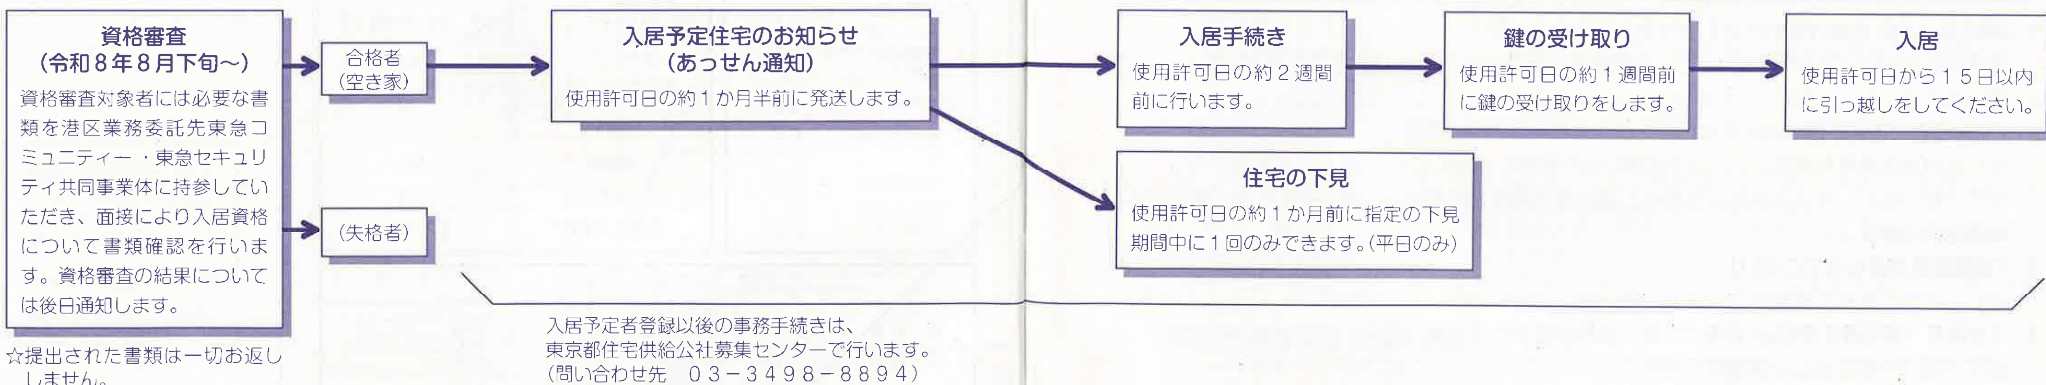 資格審査
(令和8年8月下旬~)
資格審査対象者には必要な書
類を港区業務委託先東急コ
ミュニティー・東急セキュリ
ティ共同事業体に持参してい
ただき、面接により入居資格
について書類確認を行いま
す。資格審査の結果について
は後日通知します。
☆提出された書類は一切お返し
しません。
合格者
(空き家)
(失格者)
入居予定住宅のお知らせ
(あっせん通知)
使用許可日の約1か月半前に発送します。
入居手続き
使用許可日の約2週間
前に行います。
鍵の受け取り
使用許可日の約1週間前
に鍵の受け取りをします。
入居
使用許可日から15日以内
に引っ越しをしてください。
住宅の下見
使用許可日の約1か月前に指定の下見
期間中に1回のみできます。(平日のみ)
入居予定者登録以後の事務手続きは、
東京都住宅供給公社募集センターで行います。
(問い合わせ先 03-3498-8894)